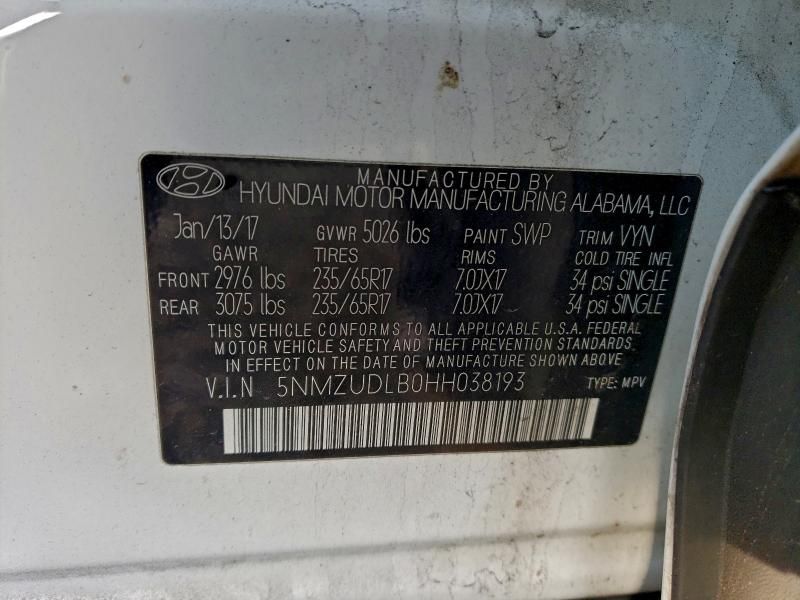 MANUFACTURED BY
HYUNDAI MOTOR MANUFACTURING ALABAMA, LLC
Jan/13/17 GVWR 5026 lbs PAINT SWP TRIM VYN
GAWR TIRES RIMS COLD TIRE INFL
FRONT 2976 lbs 235/65R17 7.0JX17 34 psi SINGLE
REAR 3075 lbs 235/65R17 7.0JX17 34 psi SINGLE
THIS VEHICLE CONFORMS TO ALL APPLICABLE U.S.A. FEDERAL
MOTOR VEHICLE SAFETY AND THEFT PREVENTION STANDARDS
IN EFFECT ON THE DATE OF MANUFACTURE SHOWN ABOVE
V.I.N 5NMZUDLB0HH038193 TYPE: MPV